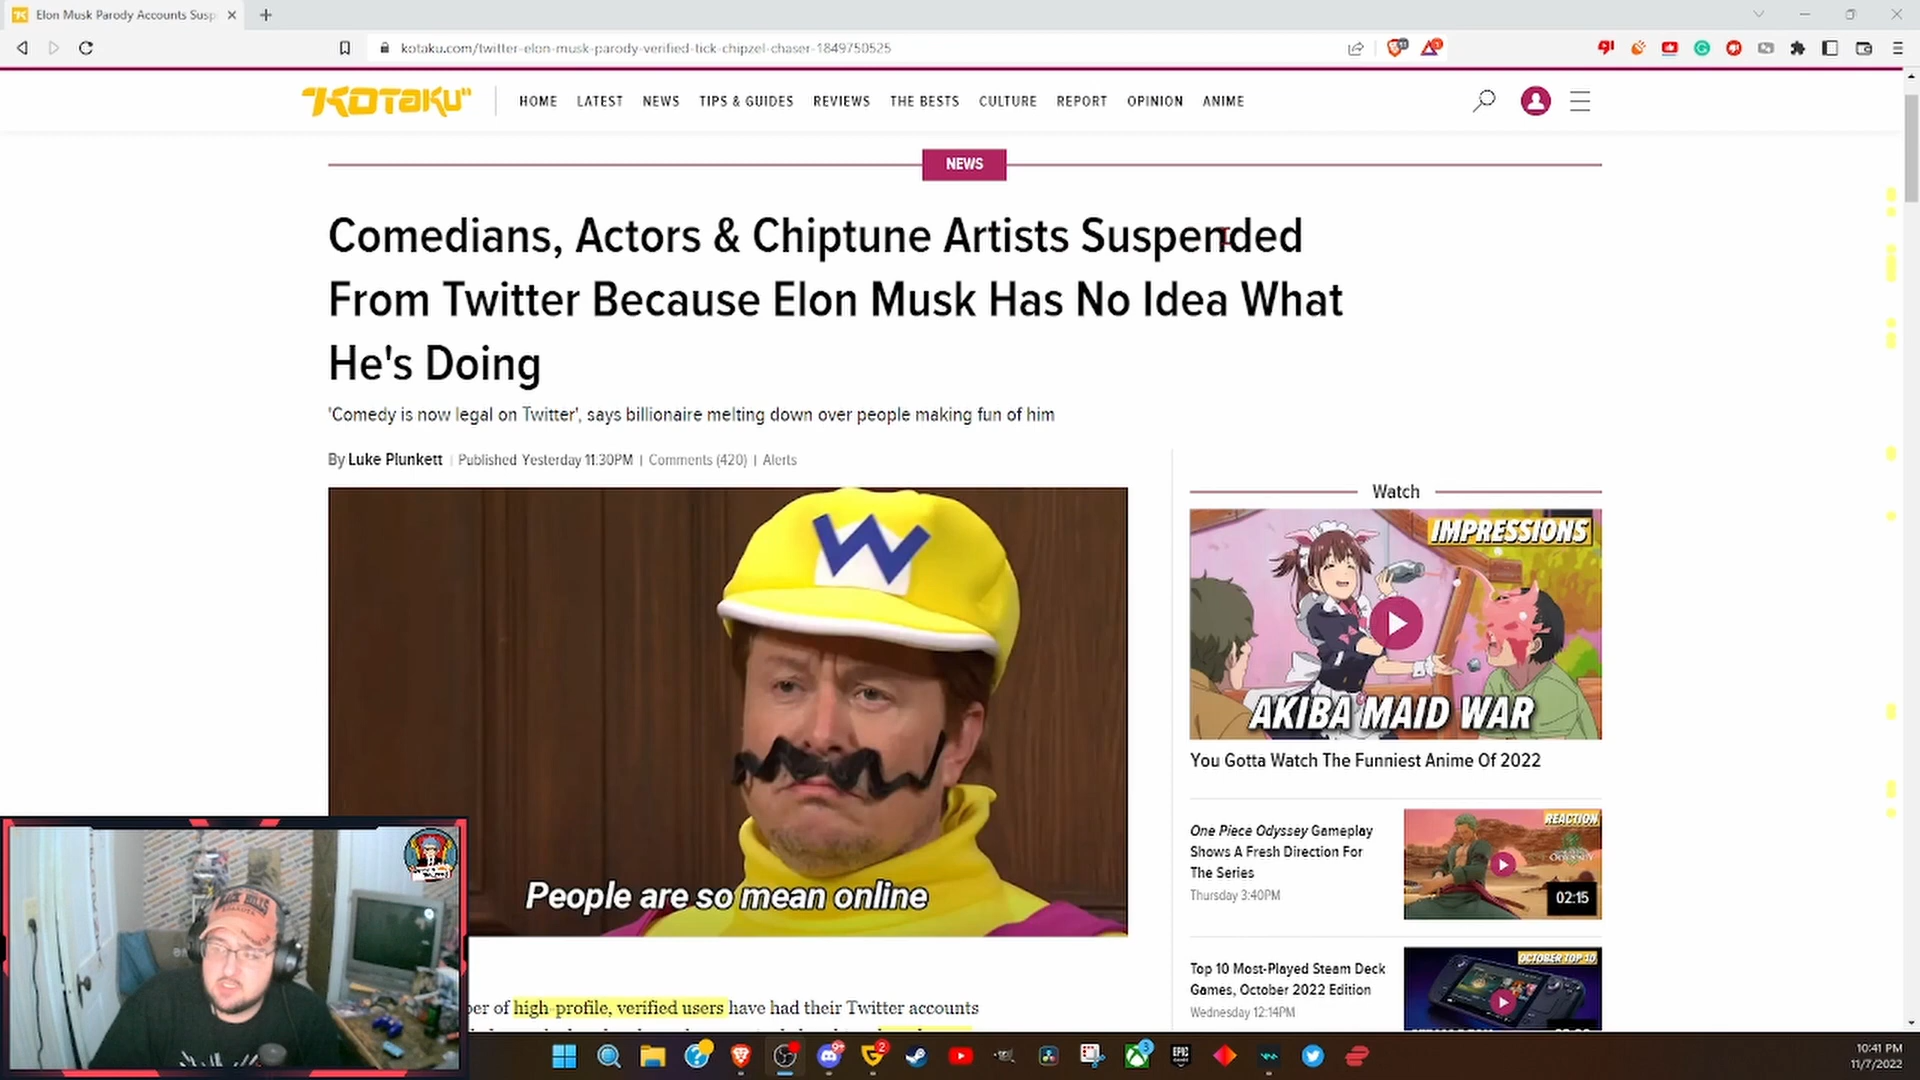 Elon Musk Parody Accounts Susp
kotaku.com/twitter-elon-musk-parody-verified-tick-chipzel-chaser-1849750525
KOTAKU
HOME LATEST NEWS TIPS & GUIDES REVIEWS THE BESTS CULTURE REPORT OPINION ANIME
NEWS
Comedians, Actors & Chiptune Artists Suspended
From Twitter Because Elon Musk Has No Idea What
He's Doing
'Comedy is now legal on Twitter', says billionaire melting down over people making fun of him
By Luke Plunkett | Published Yesterday 11:30PM | Comments (420) | Alerts
W
People are so mean online
high-profile, verified users have had their Twitter accounts
Watch
IMPRESSIONS
AKIBA MAID WAR
You Gotta Watch The Funniest Anime Of 2022
One Piece Odyssey Gameplay
Shows A Fresh Direction For
The Series
Thursday 3:40PM
REACTION
02:15
Top 10 Most-Played Steam Deck
Games, October 2022 Edition
Wednesday 12:14PM
OCTOBER TOP 10
EPIC
10:41 PM
11/7/2022